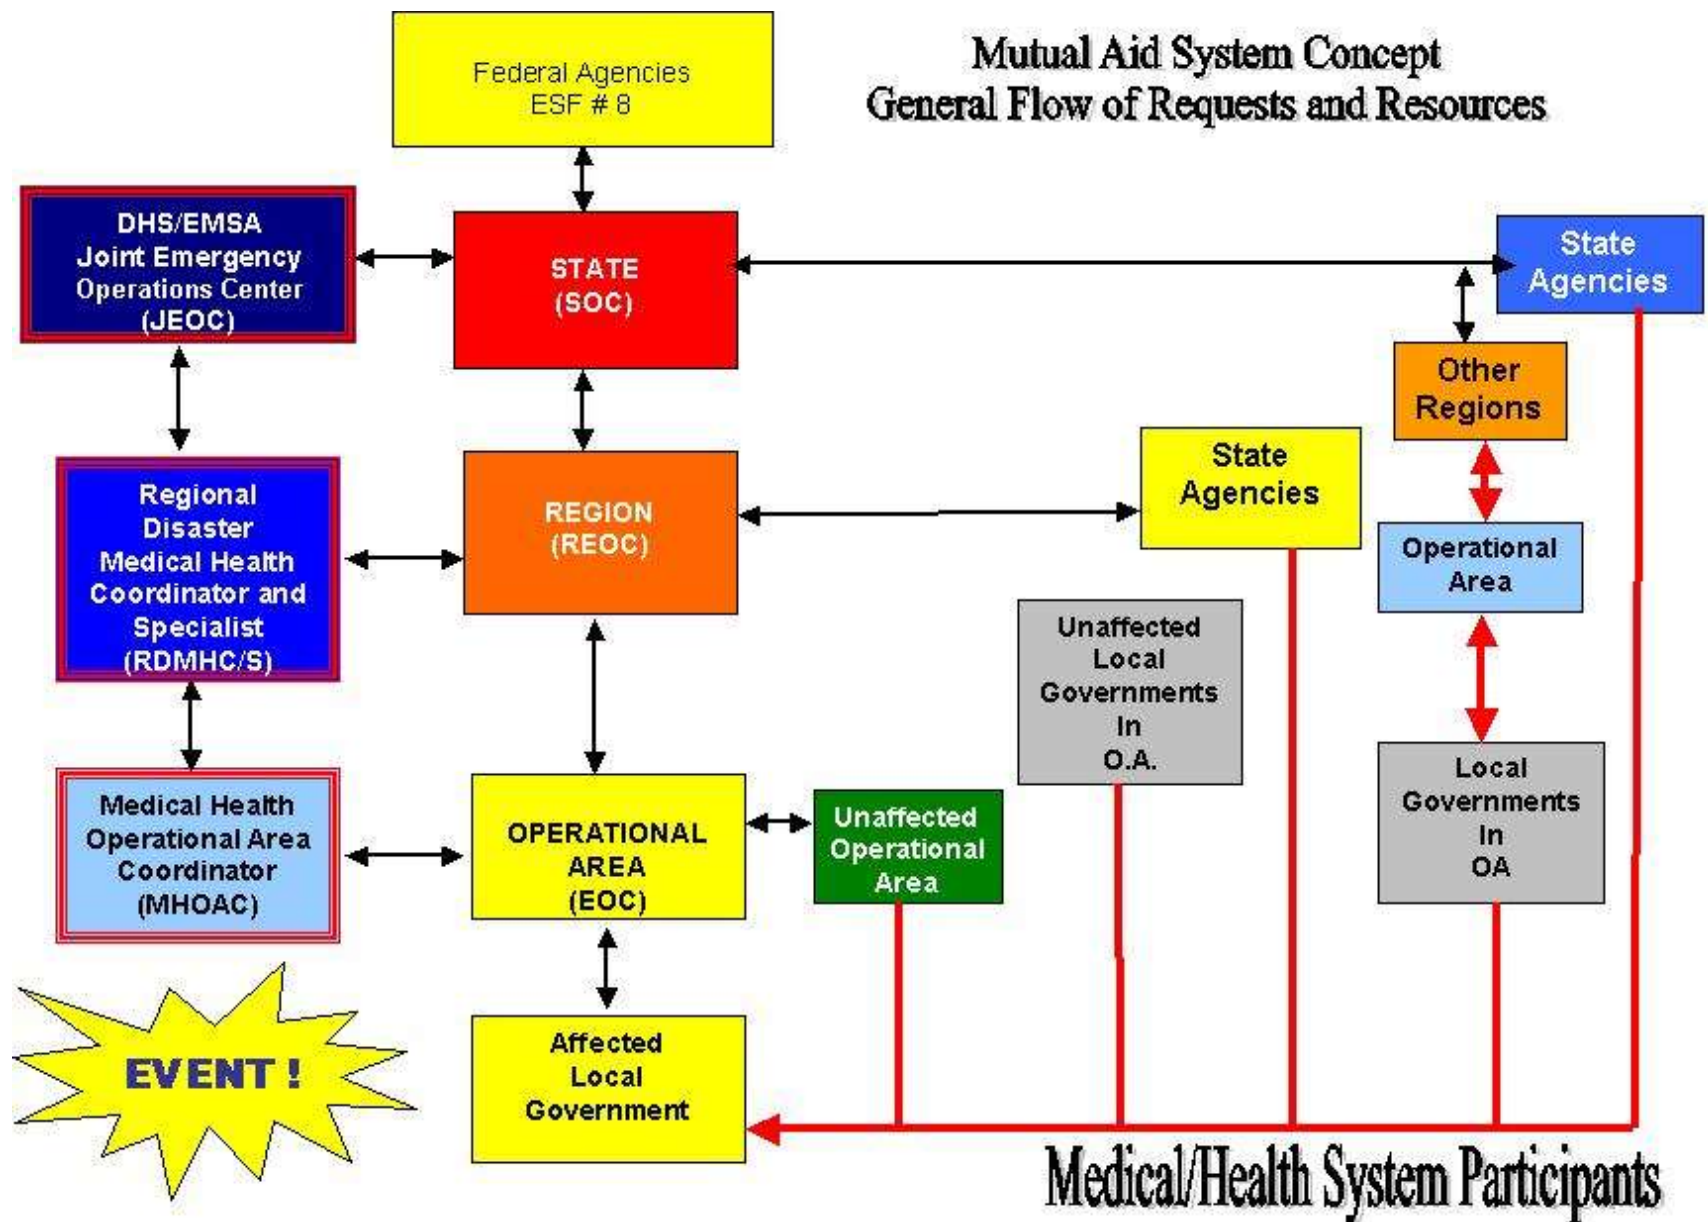 Federal Agencies
ESF # 8
Mutual Aid System Concept
General Flow of Requests and Resources
DHS/EMSA
Joint Emergency
Operations Center
(JEOC)
STATE
(SOC)
State
Agencies
Other
Regions
Regional
Disaster
Medical Health
Coordinator and
Specialist
(RDMHC/S)
REGION
(REOC)
State
Agencies
Operational
Area
Unaffected
Local
Governments
In
O.A.
Medical Health
Operational Area
Coordinator
(MHOAC)
OPERATIONAL
AREA
(EOC)
Unaffected
Operational
Area
Local
Governments
In
OA
EVENT !
Affected
Local
Government
Medical/Health System Participants